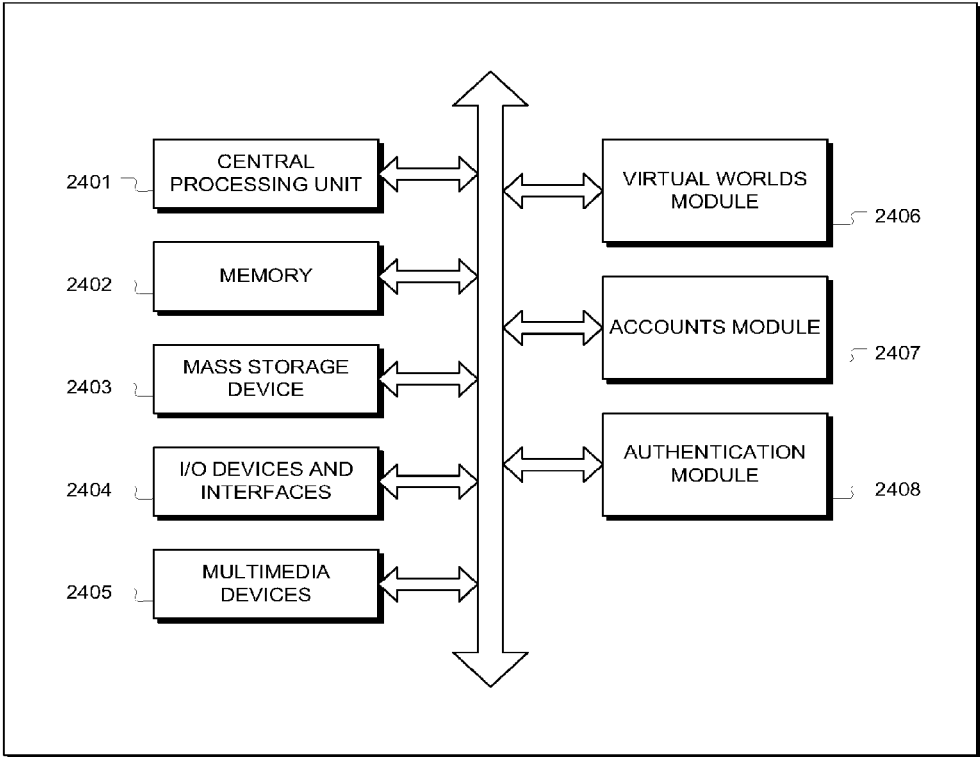 2401
CENTRAL
PROCESSING UNIT
2402
MEMORY
2403
MASS STORAGE
DEVICE
2404
I/O DEVICES AND
INTERFACES
2405
MULTIMEDIA
DEVICES
VIRTUAL WORLDS
MODULE
2406
ACCOUNTS MODULE
2407
AUTHENTICATION
MODULE
2408